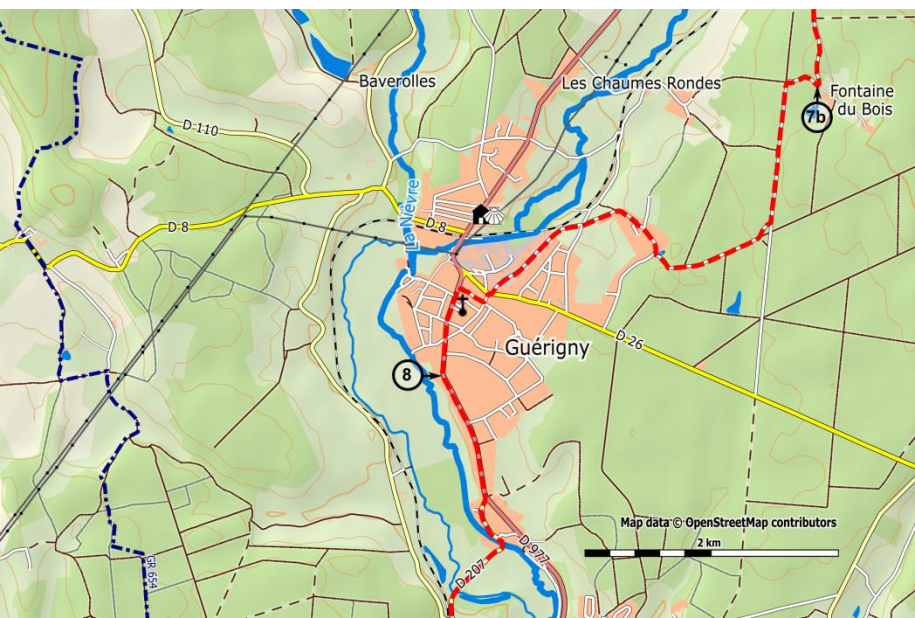 Baverolles
Les Chaumes Rondes
Fontaine
du Bois
7b
D 110
La Nièvre
D 8
D 8
Guérigny
D 26
8
Map data © OpenStreetMap contributors
2 km
D 977
D 207
GR 654